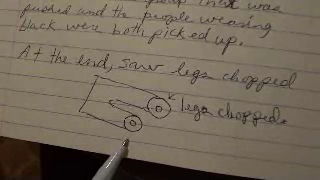 pushed and the people wearing
black were both picked up.
At the end, saw legs chopped
legs chopped.